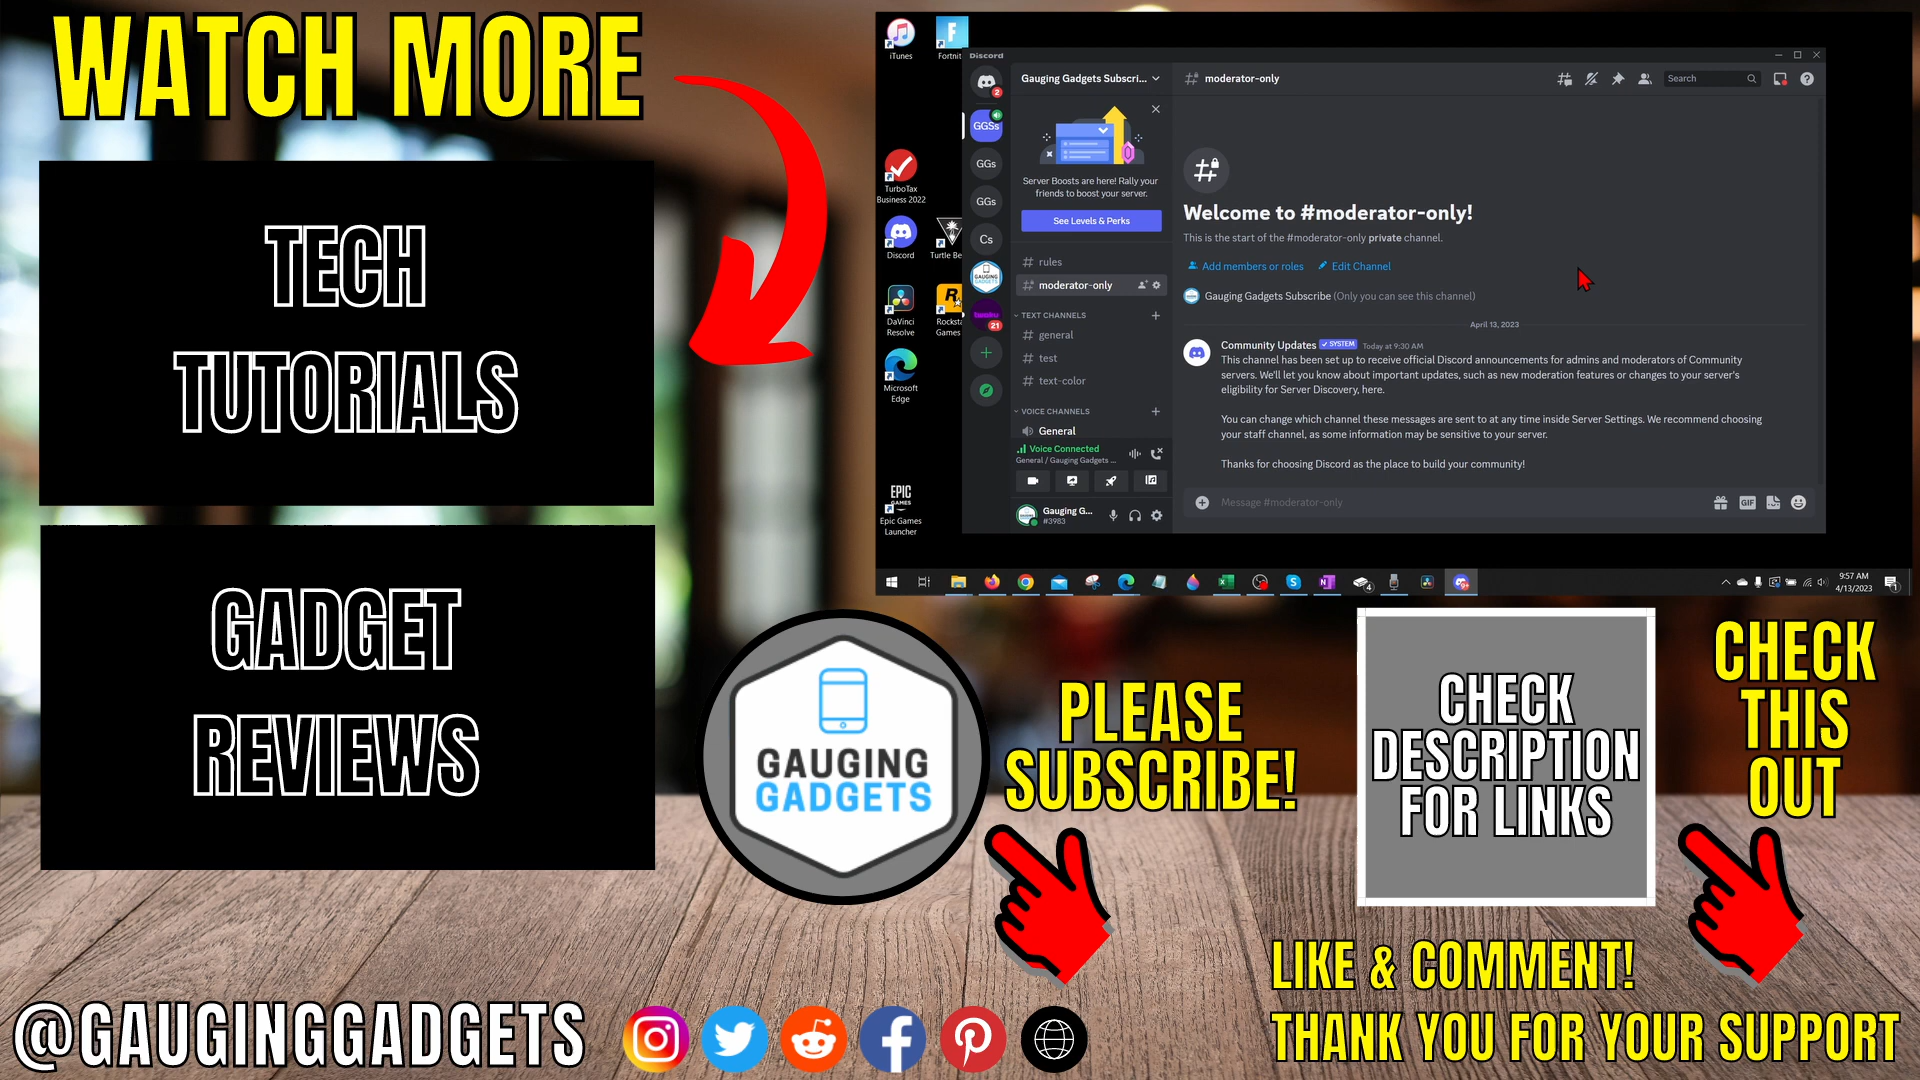 WATCH MORE
TECH
TUTORIALS
GADGET
REVIEWS
iTunes
Fortnit
TurboTax
Business 2022
Discord
Turtle Be
DaVinci
Resolve
Rocksta
Games
Microsoft
Edge
EPIC
GAMES
Epic Games
Launcher
Discord
2
GGSs
GGs
GGs
Cs
GAUGING
GADGETS
21
Gauging Gadgets Subscri...
Server Boosts are here! Rally your
friends to boost your server.
See Levels & Perks
rules
moderator-only
TEXT CHANNELS
general
test
text-color
VOICE CHANNELS
General
Voice Connected
General / Gauging Gadgets ...
Gauging G...
#3983
moderator-only
Search
Welcome to #moderator-only!
This is the start of the #moderator-only private channel.
Add members or roles Edit Channel
Gauging Gadgets Subscribe (Only you can see this channel)
April 13, 2023
Community Updates ✓ SYSTEM Today at 9:30 AM
This channel has been set up to receive official Discord announcements for admins and moderators of Community
servers. We'll let you know about important updates, such as new moderation features or changes to your server's
eligibility for Server Discovery, here.
You can change which channel these messages are sent to at any time inside Server Settings. We recommend choosing
your staff channel, as some information may be sensitive to your server.
Thanks for choosing Discord as the place to build your community!
Message #moderator-only
GIF
9:57 AM
4/13/2023
GAUGING
GADGETS
PLEASE
SUBSCRIBE!
CHECK
DESCRIPTION
FOR LINKS
CHECK
THIS
OUT
LIKE & COMMENT!
THANK YOU FOR YOUR SUPPORT
@GAUGINGGADGETS